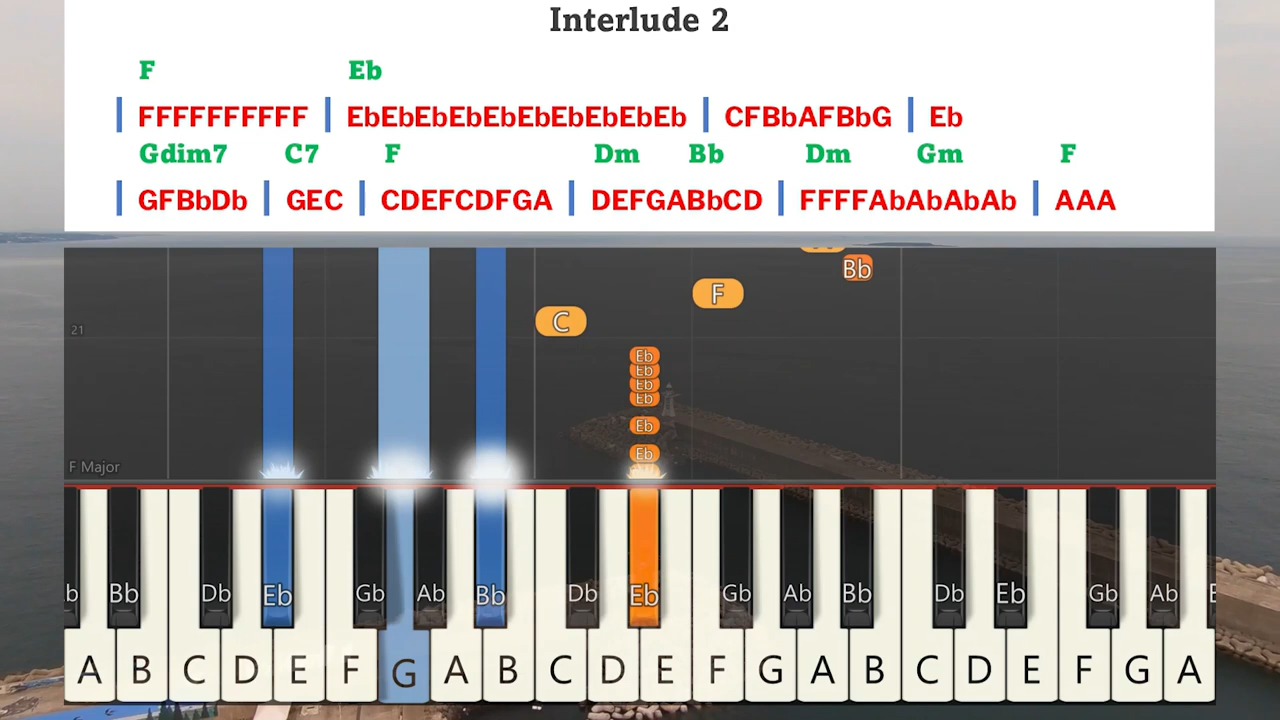 Interlude 2
F Eb
| FFFFFFFFFF | EbEbEbEbEbEbEbEbEbEb | CFBbAFBbG | Eb
Gdim7 C7 F Dm Bb Dm Gm F
| GFBbDb | GEC | CDEFCDFGA | DEFGABbCD | FFFFAbAbAbAb | AAA
Bb
F
C
21
Eb
Eb
Eb
Eb
Eb
Eb
F Major
b Bb Db Eb Gb Ab Bb Db Eb Gb Ab Bb Db Eb Gb Ab E
A B C D E F G A B C D E F G A B C D E F G A